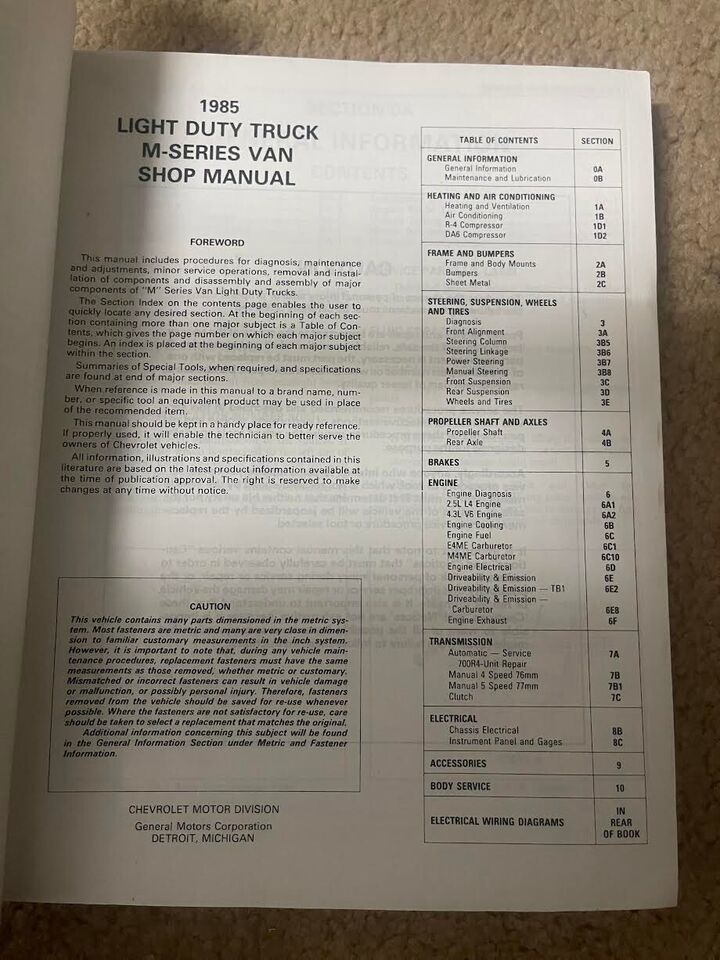 1985
LIGHT DUTY TRUCK
M-SERIES VAN
SHOP MANUAL
FOREWORD
This manual includes procedures for diagnosis, maintenance
and adjustments, minor service operations, removal and instal-
lation of components and disassembly and assembly of major
components of "M" Series Van Light Duty Trucks.
The Section Index on the contents page enables the user to
quickly locate any desired section. At the beginning of each sec-
tion containing more than one major subject is a Table of Con-
tents, which gives the page number on which each major subject
begins. An index is placed at the beginning of each major subject
within the section.
Summaries of Special Tools, when required, and specifications
are found at end of major sections.
When reference is made in this manual to a brand name, num-
ber, or specific tool an equivalent product may be used in place
of the recommended item.
This manual should be kept in a handy place for ready reference.
If properly used, it will enable the technician to better serve the
owners of Chevrolet vehicles.
All information, illustrations and specifications contained in this
literature are based on the latest product information available at
the time of publication approval. The right is reserved to make
changes at any time without notice.
CAUTION
This vehicle contains many parts dimensioned in the metric sys-
tem. Most fasteners are metric and many are very close in dimen-
sion to familiar customary measurements in the inch system.
However, it is important to note that, during any vehicle main-
tenance procedures, replacement fasteners must have the same
measurements as those removed, whether metric or customary.
Mismatched or incorrect fasteners can result in vehicle damage
or malfunction, or possibly personal injury. Therefore, fasteners
removed from the vehicle should be saved for re-use whenever
possible. Where the fasteners are not satisfactory for re-use, care
should be taken to select a replacement that matches the original.
Additional information concerning this subject will be found
in the General Information Section under Metric and Fastener
Information.
CHEVROLET MOTOR DIVISION
General Motors Corporation
DETROIT, MICHIGAN
TABLE OF CONTENTS SECTION
GENERAL INFORMATION
General Information 0A
Maintenance and Lubrication 0B
HEATING AND AIR CONDITIONING
Heating and Ventilation 1A
Air Conditioning 1B
R-4 Compressor 1D1
DA6 Compressor 1D2
FRAME AND BUMPERS
Frame and Body Mounts 2A
Bumpers 2B
Sheet Metal 2C
STEERING, SUSPENSION, WHEELS
AND TIRES
Diagnosis 3
Front Alignment 3A
Steering Column 3B5
Steering Linkage 3B6
Power Steering 3B7
Manual Steering 3B8
Front Suspension 3C
Rear Suspension 3D
Wheels and Tires 3E
PROPELLER SHAFT AND AXLES
Propeller Shaft 4A
Rear Axle 4B
BRAKES 5
ENGINE
Engine Diagnosis 6
2.5L L4 Engine 6A1
4.3L V6 Engine 6A2
Engine Cooling 6B
Engine Fuel 6C
E4ME Carburetor 6C1
M4ME Carburetor 6C10
Engine Electrical 6D
Driveability & Emission 6E
Driveability & Emission — TB1 6E2
Driveability & Emission —
Carburetor 6E8
Engine Exhaust 6F
TRANSMISSION
Automatic — Service 7A
700R4-Unit Repair
Manual 4 Speed 76mm 7B
Manual 5 Speed 77mm 7B1
Clutch 7C
ELECTRICAL
Chassis Electrical 8B
Instrument Panel and Gages 8C
ACCESSORIES 9
BODY SERVICE 10
ELECTRICAL WIRING DIAGRAMS IN
REAR
OF BOOK